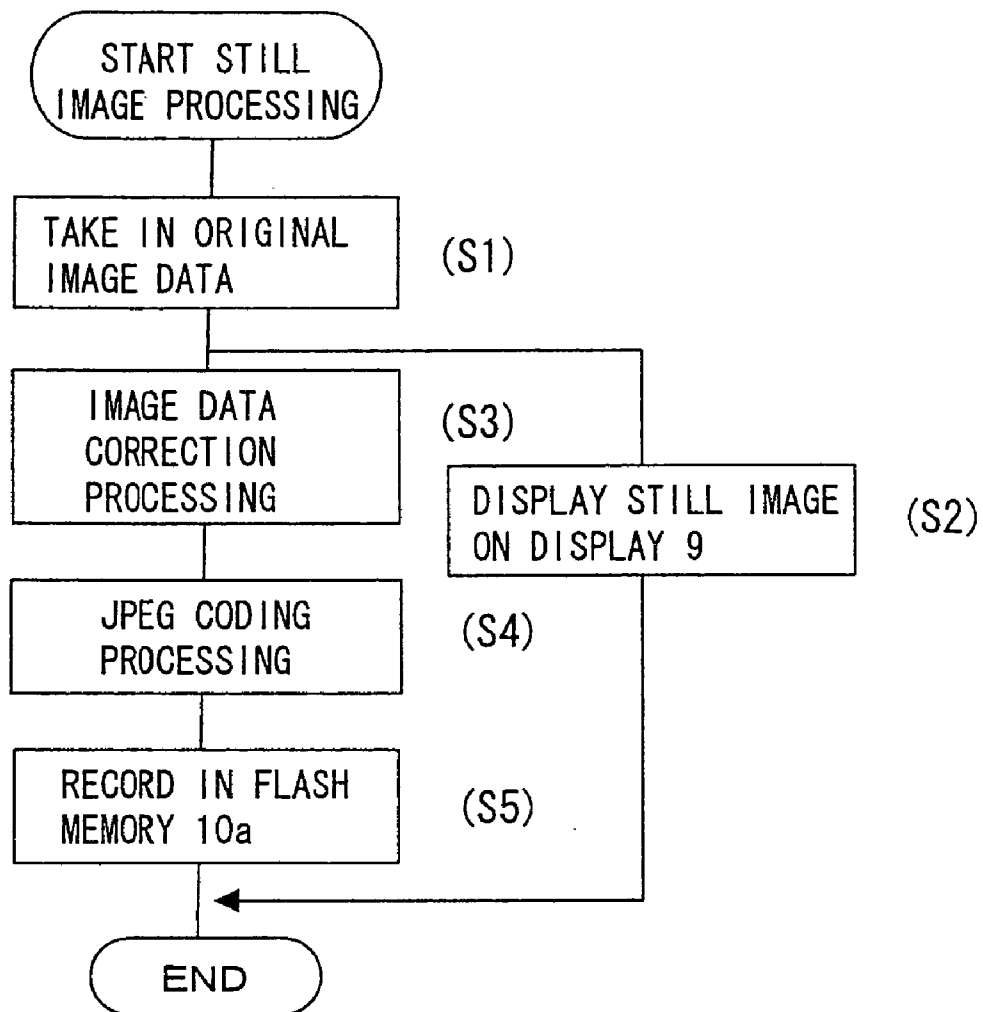 START STILL
IMAGE PROCESSING
TAKE IN ORIGINAL
IMAGE DATA
(S1)
IMAGE DATA
CORRECTION
PROCESSING
(S3)
DISPLAY STILL IMAGE
ON DISPLAY 9
(S2)
JPEG CODING
PROCESSING
(S4)
RECORD IN FLASH
MEMORY 10a
(S5)
END